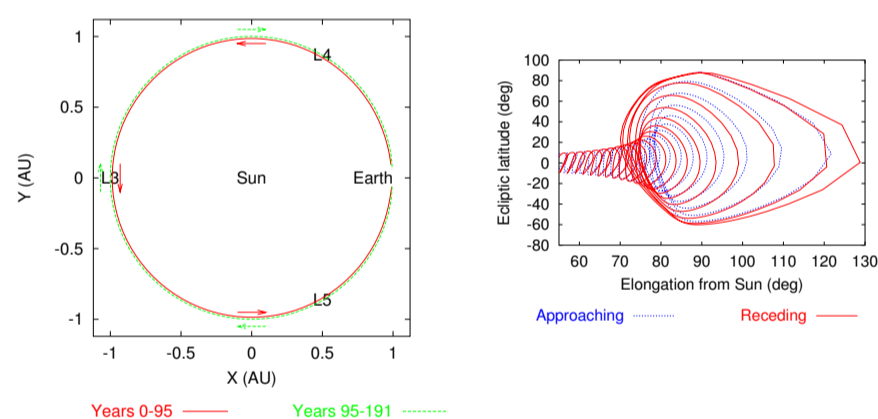 1
0.5
0
-0.5
-1
Y (AU)
L4
L3
Sun
Earth
L5
-1
-0.5
0
0.5
1
X (AU)
Years 0-95
Years 95-191
100
80
60
40
20
0
-20
-40
-60
-80
Ecliptic latitude (deg)
60
70
80
90
100
110
120
130
Elongation from Sun (deg)
Approaching
Receding